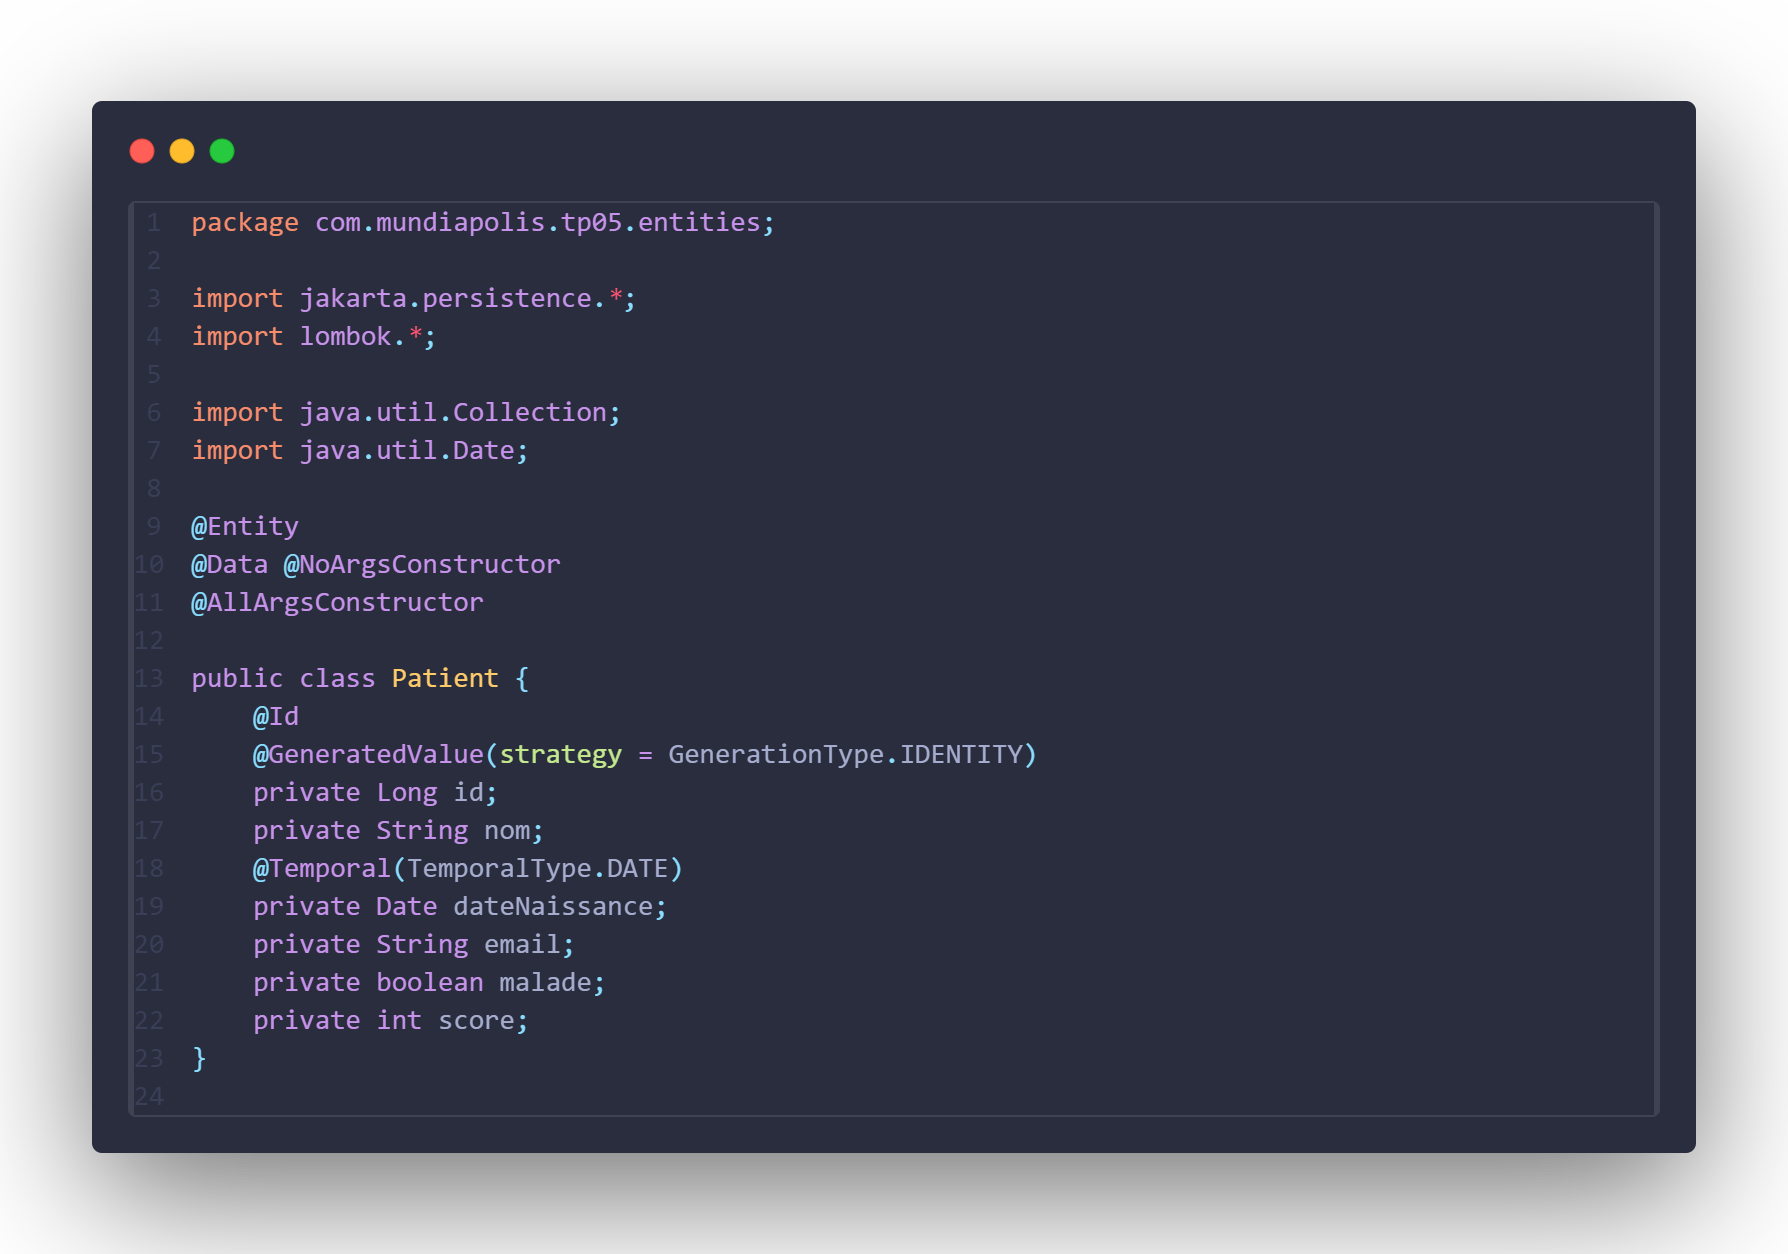 1 package com.mundiapolis.tp05.entities;
2
3 import jakarta.persistence.*;
4 import lombok.*;
5
6 import java.util.Collection;
7 import java.util.Date;
8
9 @Entity
10 @Data @NoArgsConstructor
11 @AllArgsConstructor
12
13 public class Patient {
14     @Id
15     @GeneratedValue(strategy = GenerationType.IDENTITY)
16     private Long id;
17     private String nom;
18     @Temporal(TemporalType.DATE)
19     private Date dateNaissance;
20     private String email;
21     private boolean malade;
22     private int score;
23 }
24